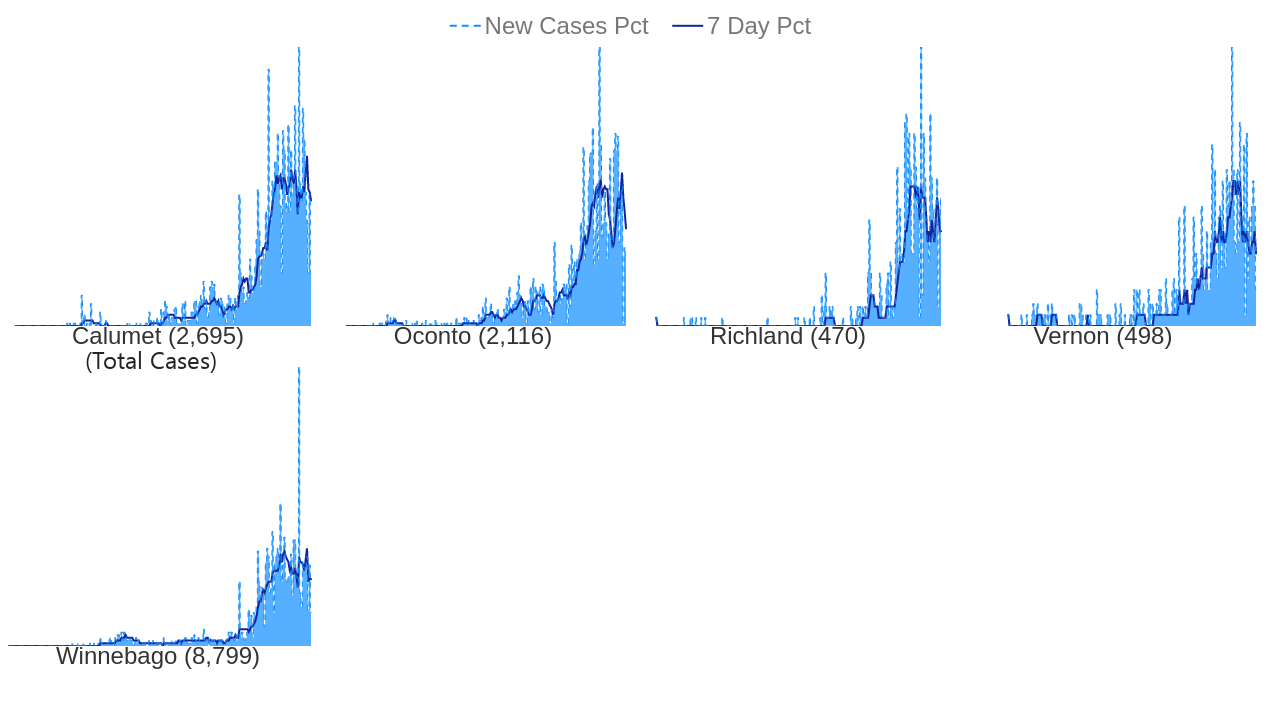 New Cases Pct 7 Day Pct
Calumet (2,695)
(Total Cases)
Oconto (2,116)
Richland (470)
Vernon (498)
Winnebago (8,799)